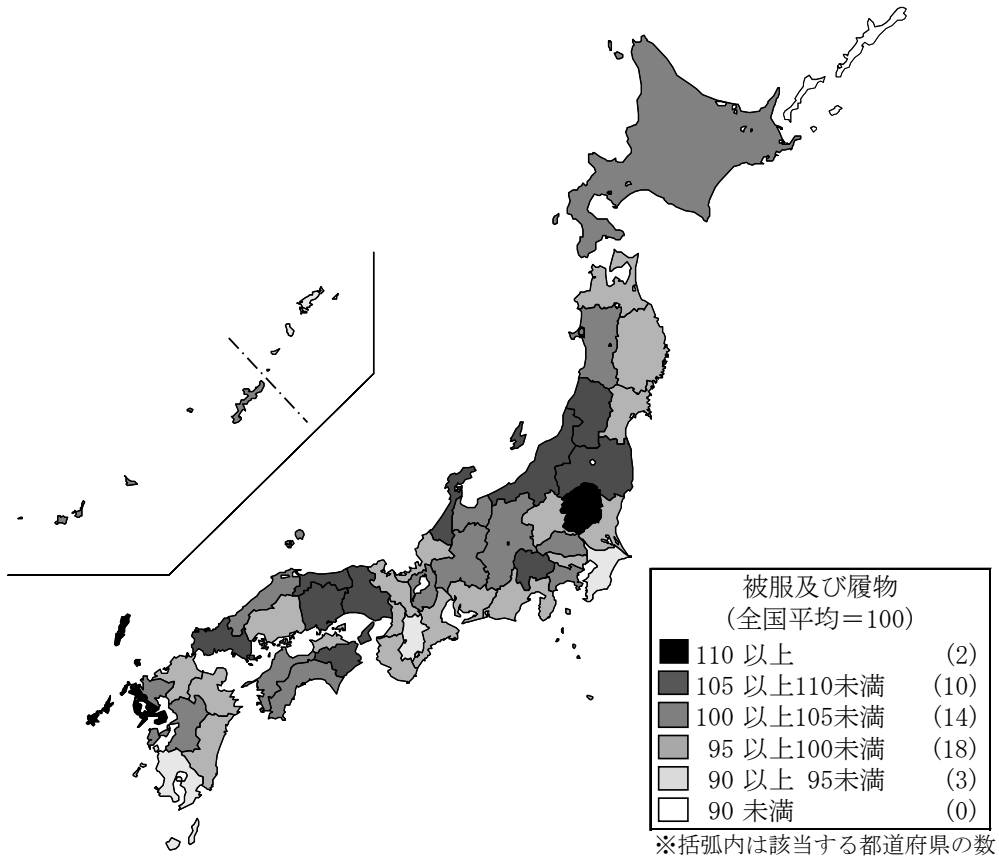 被服及び履物
(全国平均＝100)
110 以上 (2)
105 以上110未満 (10)
100 以上105未満 (14)
95 以上100未満 (18)
90 以上 95未満 (3)
90 未満 (0)
※括弧内は該当する都道府県の数